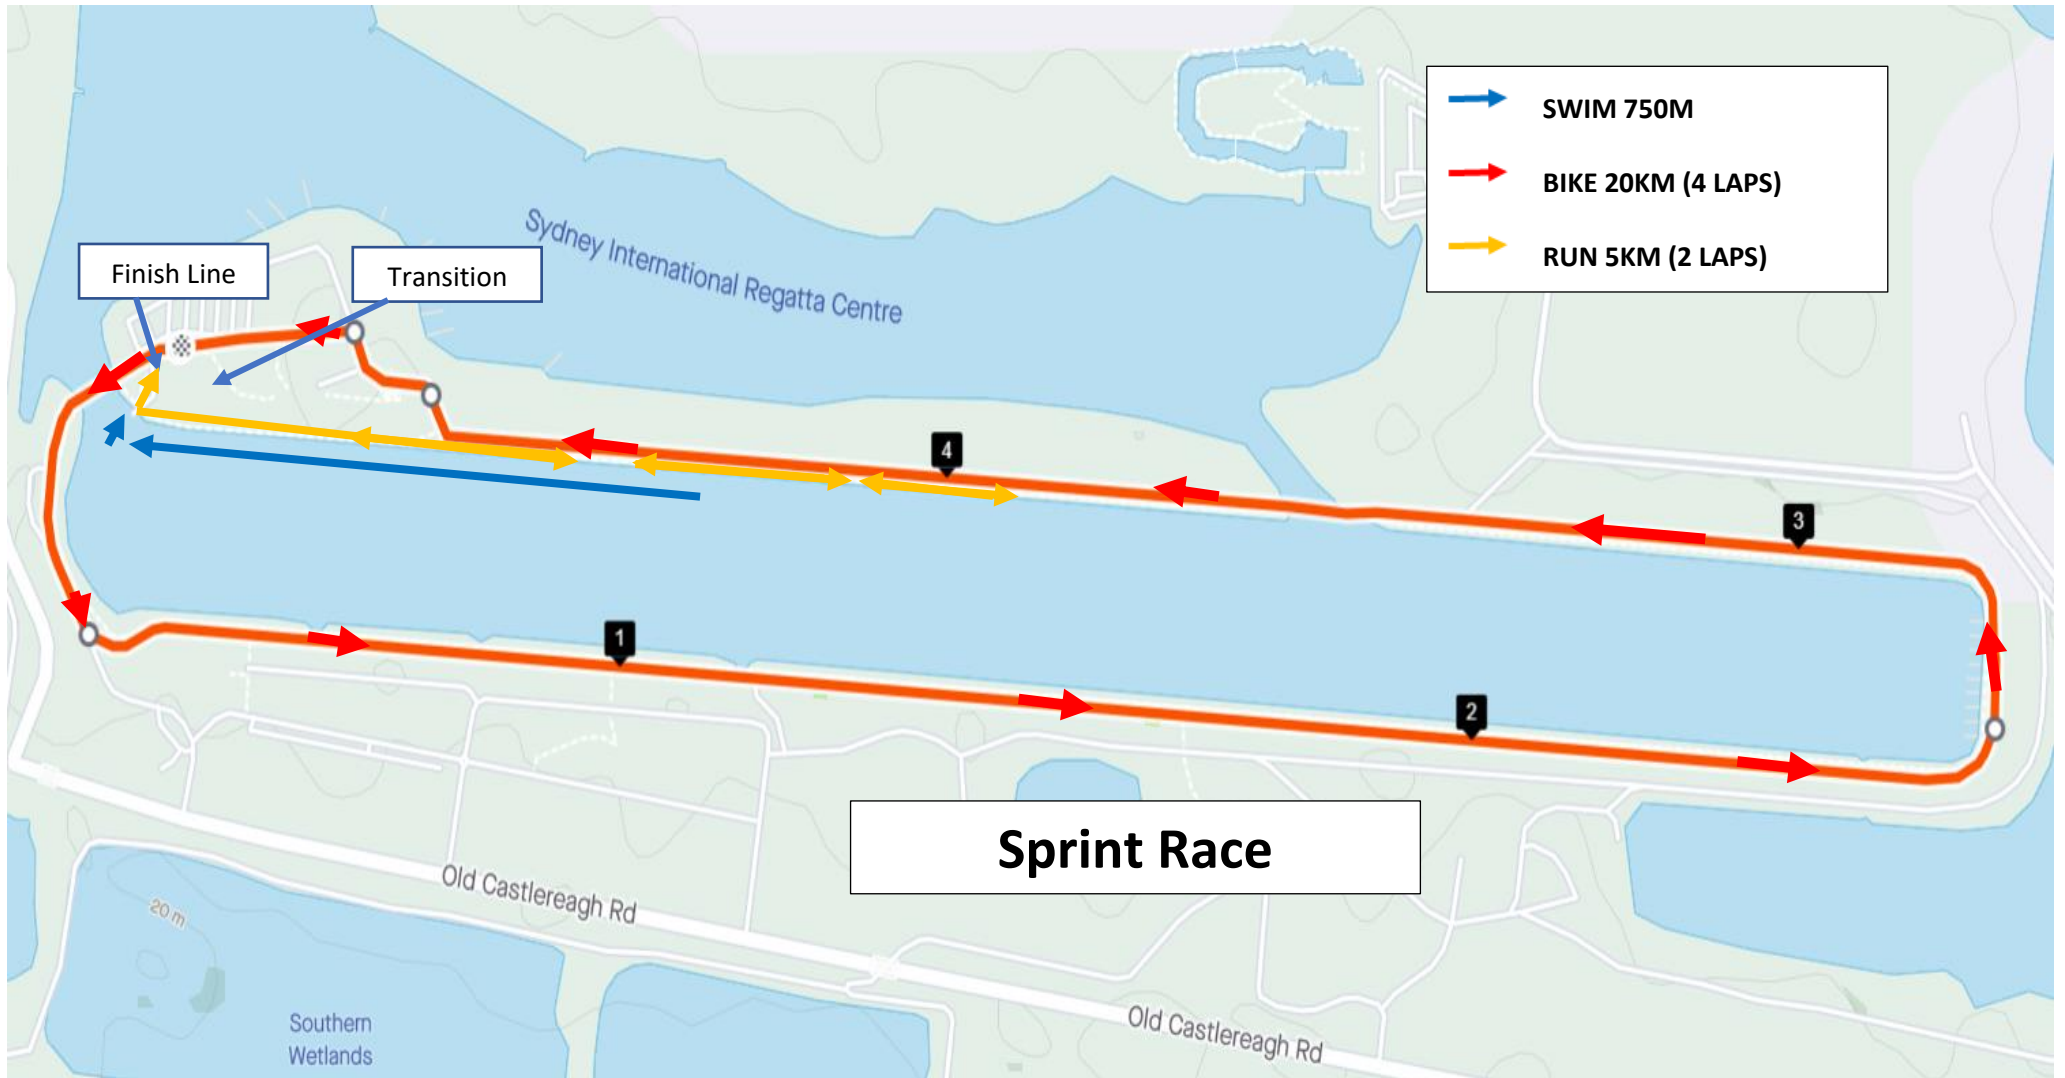 SWIM 750M
BIKE 20KM (4 LAPS)
RUN 5KM (2 LAPS)
Sydney International Regatta Centre
Finish Line
Transition
4
3
1
2
Sprint Race
Old Castlereagh Rd
20 m
Southern
Wetlands
Old Castlereagh Rd